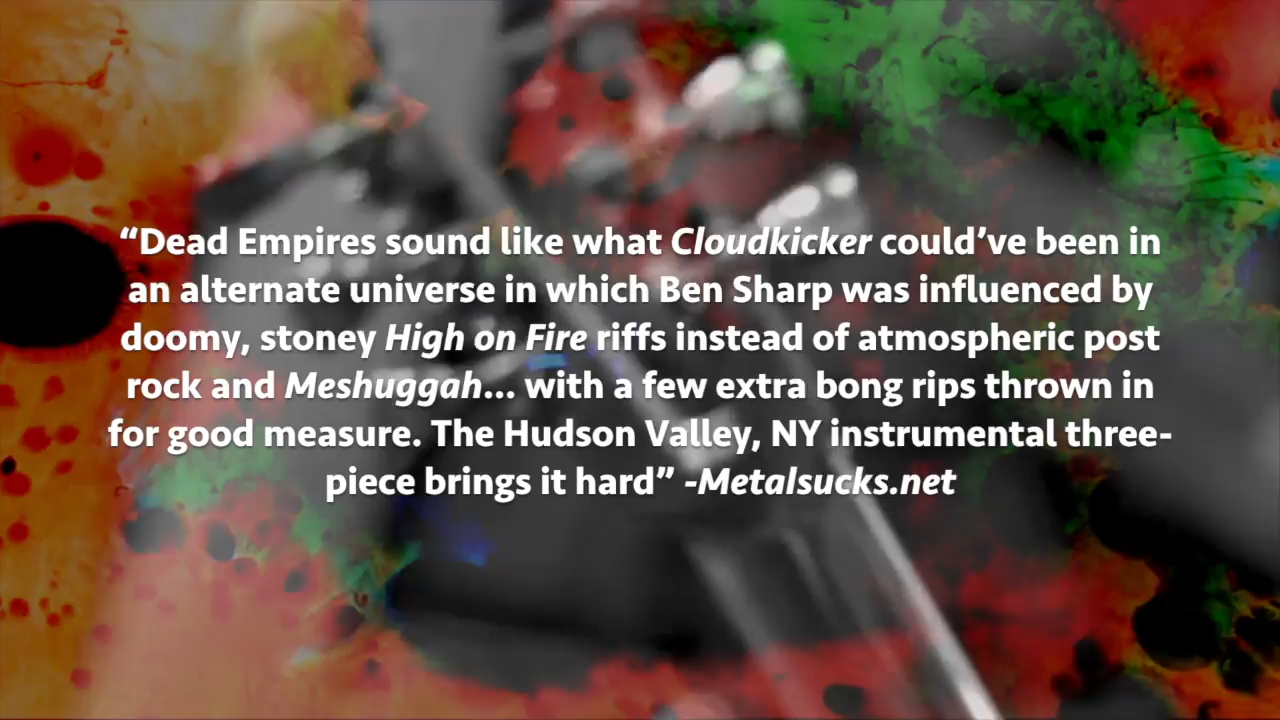 “Dead Empires sound like what Cloudkicker could’ve been in
an alternate universe in which Ben Sharp was influenced by
doomy, stoney High on Fire riffs instead of atmospheric post
rock and Meshuggah... with a few extra bong rips thrown in
for good measure. The Hudson Valley, NY instrumental three-
piece brings it hard” -Metalsucks.net